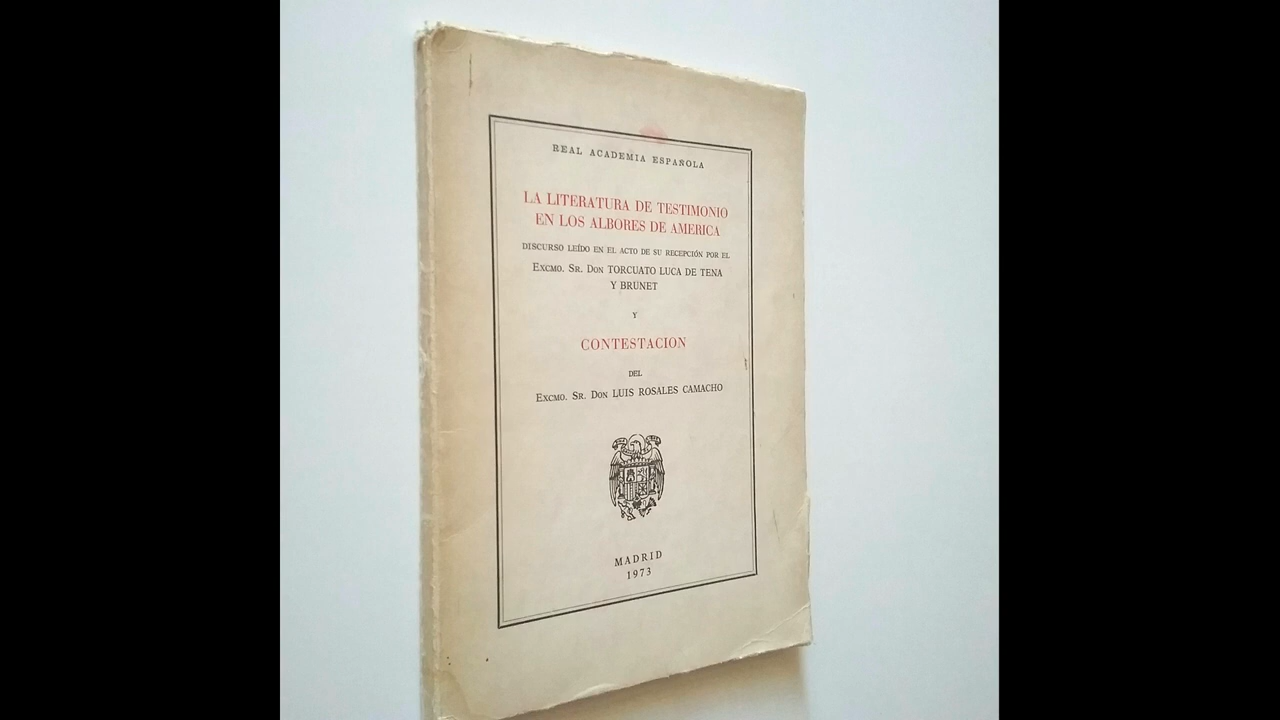 REAL ACADEMIA ESPAÑOLA
LA LITERATURA DE TESTIMONIO
EN LOS ALBORES DE AMERICA
DISCURSO LEÍDO EN EL ACTO DE SU RECEPCIÓN POR EL
EXCMO. SR. DON TORCUATO LUCA DE TENA
Y BRUNET
Y
CONTESTACION
DEL
EXCMO. SR. DON LUIS ROSALES CAMACHO
MADRID
1973